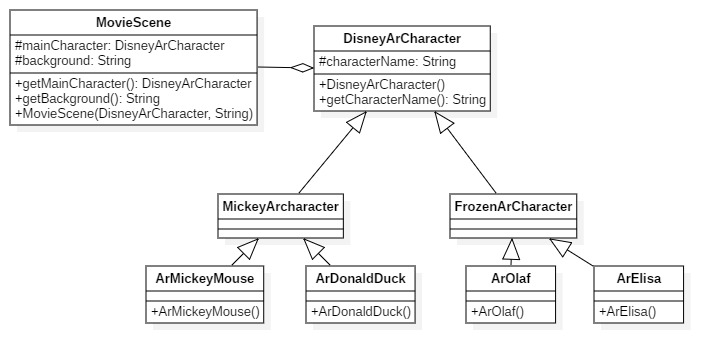 MovieScene
#mainCharacter: DisneyArCharacter
#background: String
+getMainCharacter(): DisneyArCharacter
+getBackground(): String
+MovieScene(DisneyArCharacter, String)
DisneyArCharacter
#characterName: String
+DisneyArCharacter()
+getCharacterName(): String
MickeyArcharacter
FrozenArCharacter
ArMickeyMouse
+ArMickeyMouse()
ArDonaldDuck
+ArDonaldDuck()
ArOlaf
+ArOlaf()
ArElisa
+ArElisa()